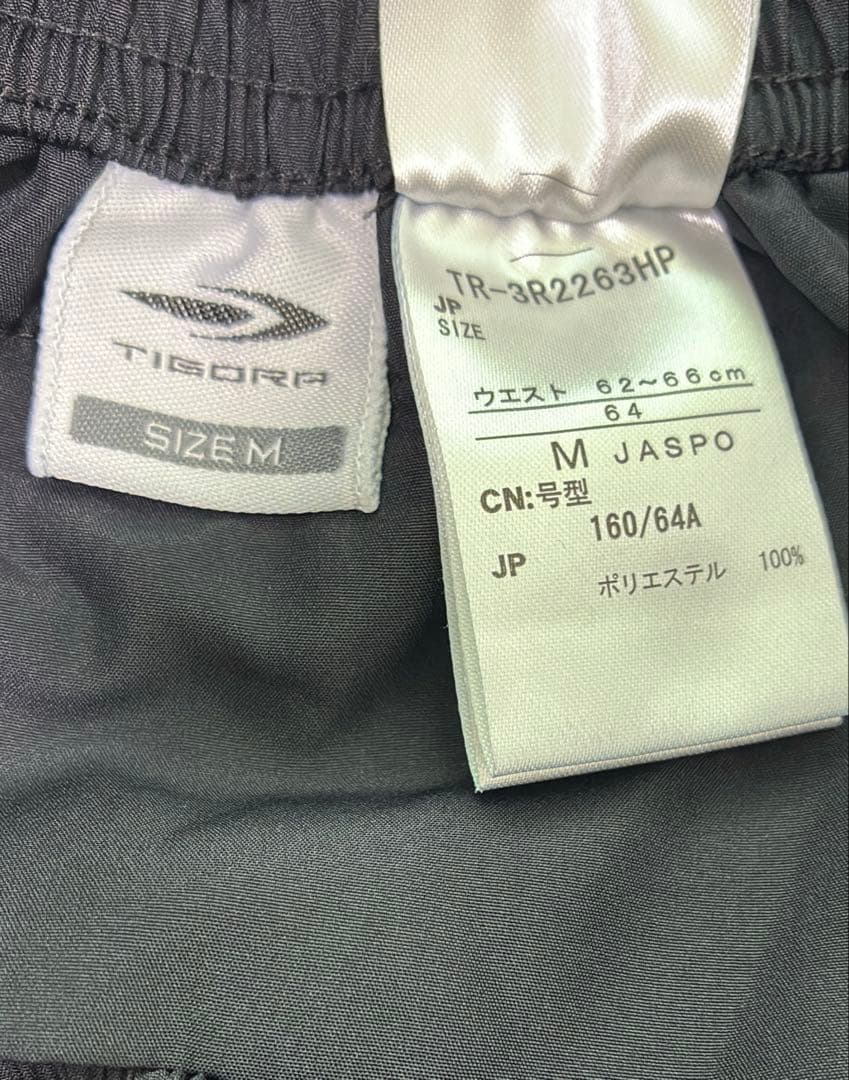 TIGORA
SIZE M
TR-3R2263HP
JP
SIZE
ウエスト 62~66cm
64
M JASPO
CN:号型
160/64A
JP ポリエステル 100%